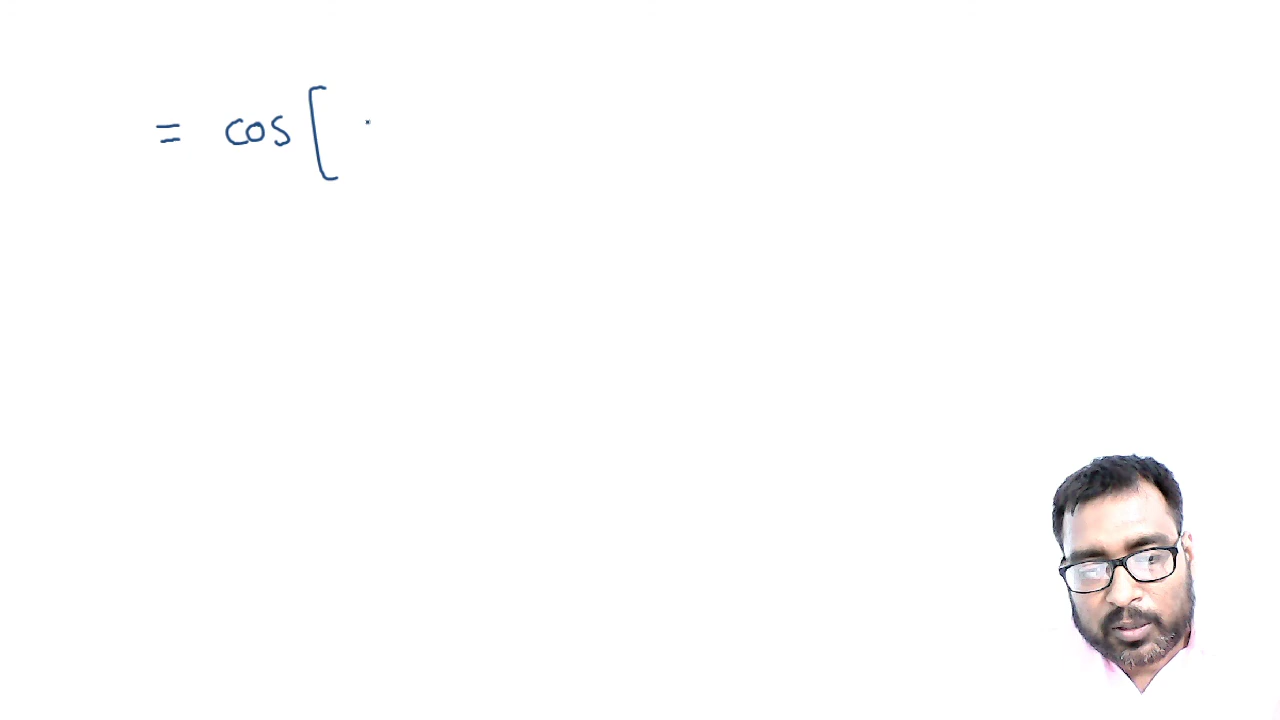 = cos [